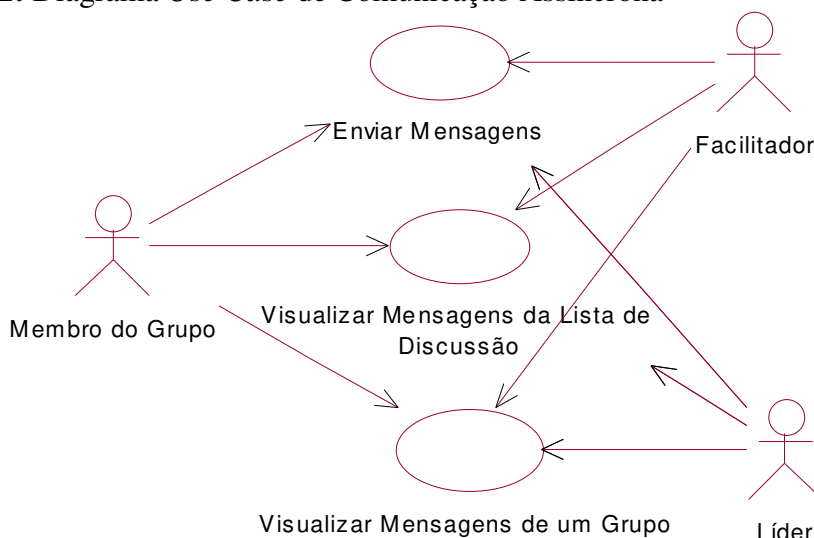 2. Diagrama Use-Case de Comunicação Assíncrona
Enviar Mensagens
Facilitador
Membro do Grupo
Visualizar Mensagens da Lista de
Discussão
Visualizar Mensagens de um Grupo
Líder